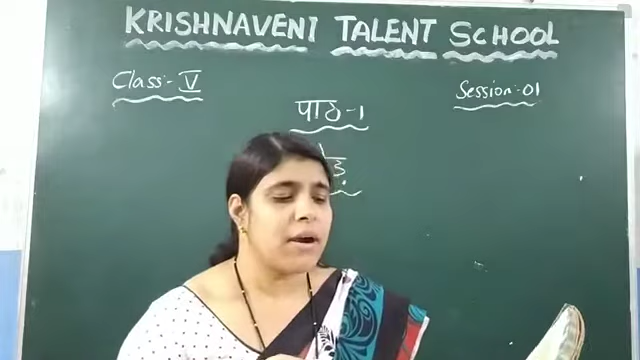 KRISHNAVENI TALENT SCHOOL
Class:- V
Session:-01
पाठ-1